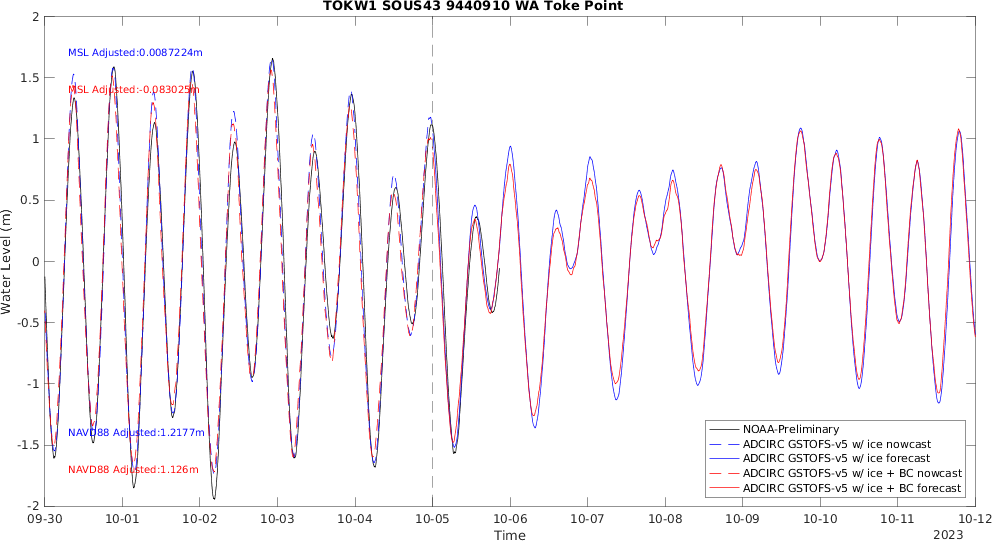 TOKW1 SOUS43 9440910 WA Toke Point
2
1.5
1
0.5
0
-0.5
-1
-1.5
-2
Water Level (m)
MSL Adjusted:0.0087224m
MSL Adjusted:-0.083025m
NAVD88 Adjusted:1.2177m
NAVD88 Adjusted:1.126m
NOAA-Preliminary
ADCIRC GSTOFS-v5 w/ ice nowcast
ADCIRC GSTOFS-v5 w/ ice forecast
ADCIRC GSTOFS-v5 w/ ice + BC nowcast
ADCIRC GSTOFS-v5 w/ ice + BC forecast
09-30 10-01 10-02 10-03 10-04 10-05 10-06 10-07 10-08 10-09 10-10 10-11 10-12
Time
2023